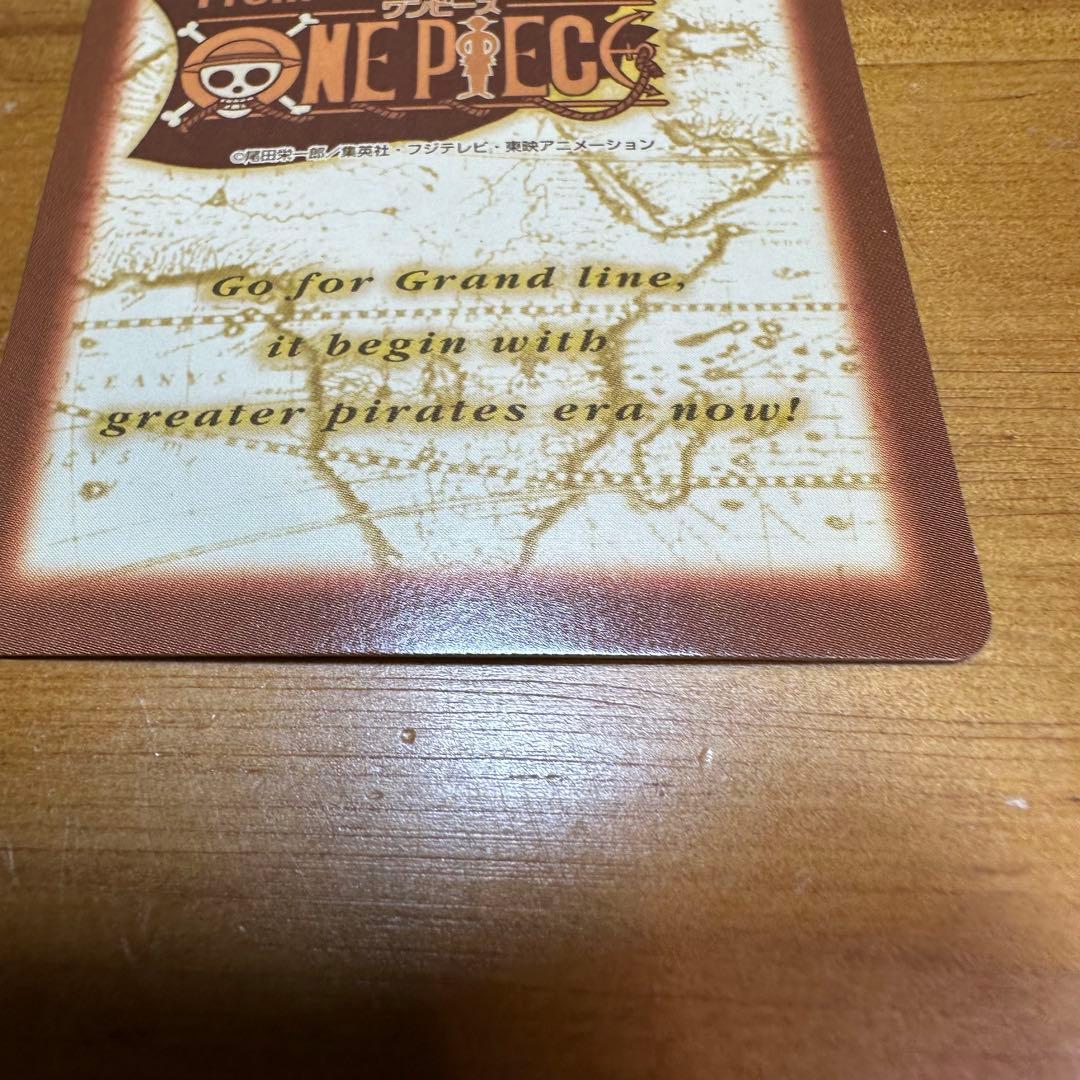 From
ワンピース
ONE PIECE
©尾田栄一郎／集英社・フジテレビ・東映アニメーション
Go for Grand line,
it begin with
greater pirates era now!